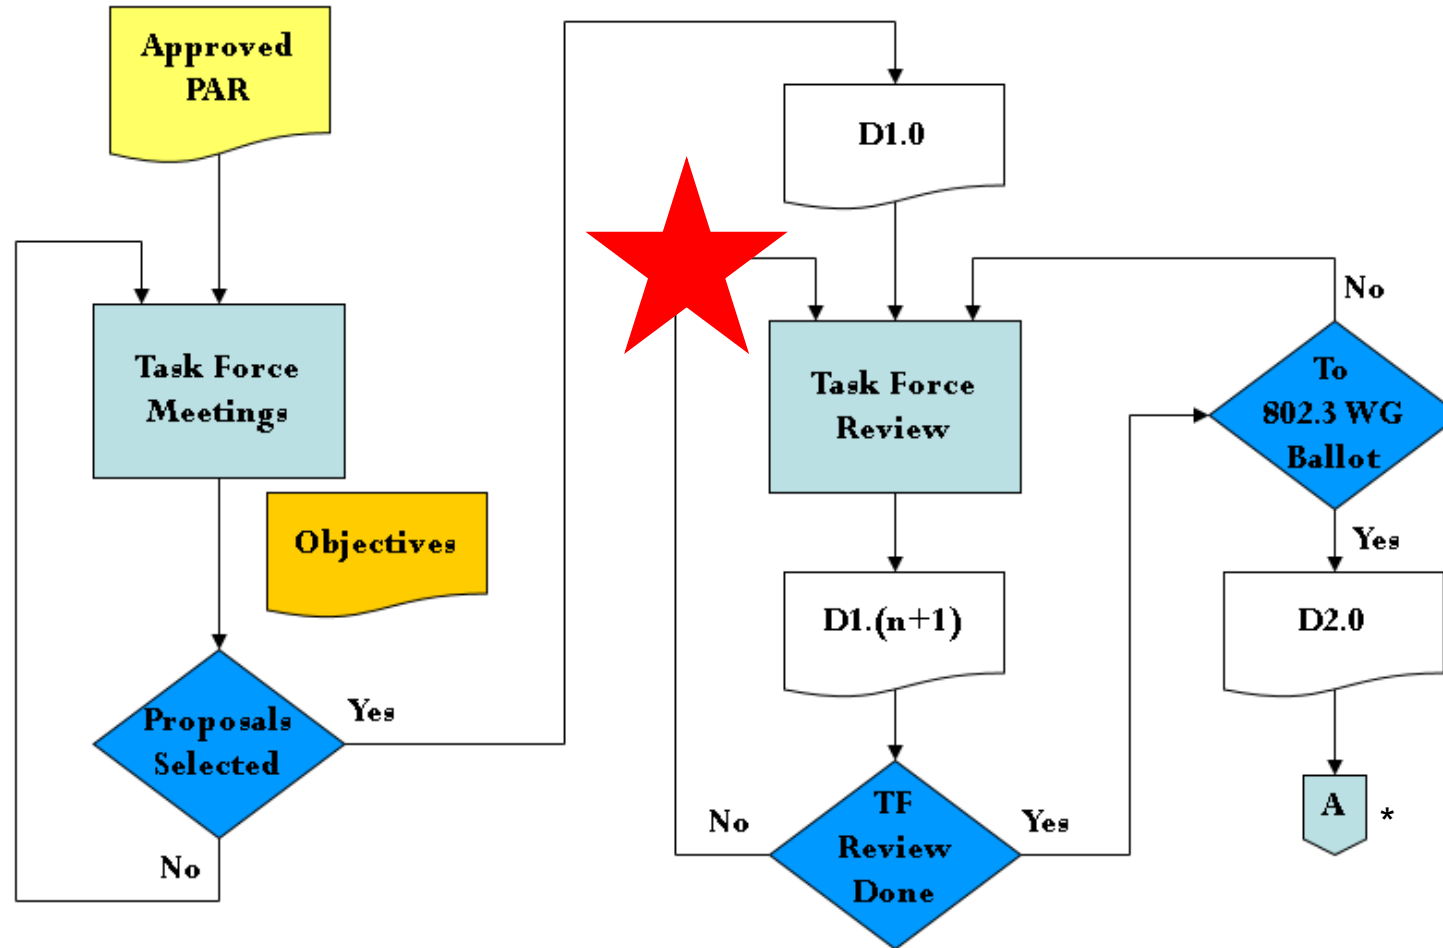 Approved
PAR
Task Force
Meetings
Objectives
Proposals
Selected
Yes
No
D1.0
Task Force
Review
D1.(n+1)
TF
Review
Done
No
Yes
To
802.3 WG
Ballot
No
Yes
D2.0
A *